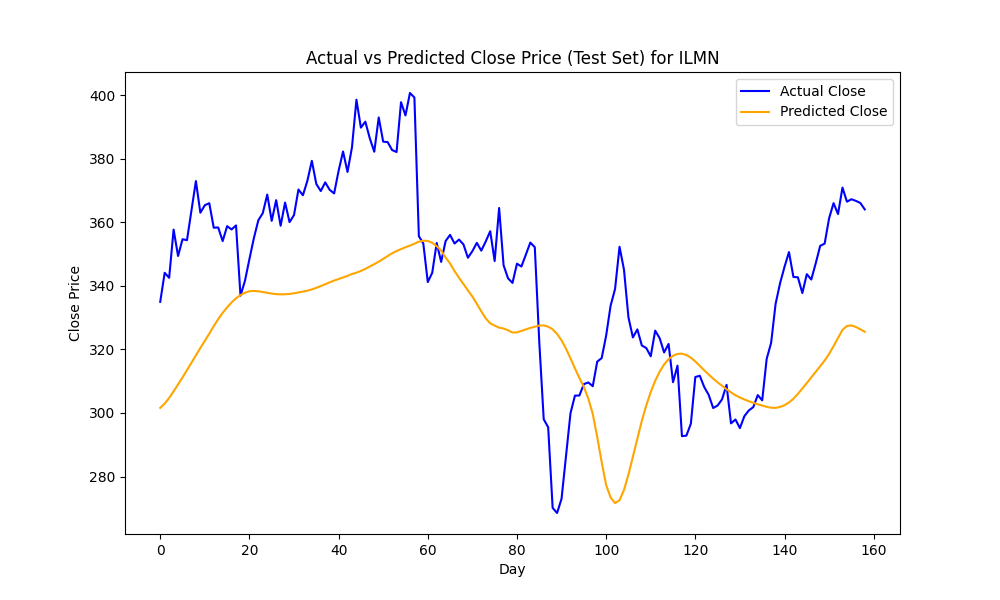 Actual vs Predicted Close Price (Test Set) for ILMN
Actual Close
Predicted Close
Close Price
400
380
360
340
320
300
280
0 20 40 60 80 100 120 140 160
Day